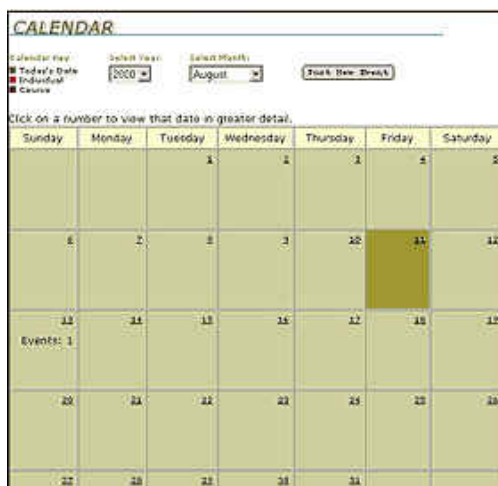 CALENDAR
Calendar Key: Select Year: Select Month:
Today's Date
Individual
Course
2000 August Post New Event
Click on a number to view that date in greater detail.
Sunday Monday Tuesday Wednesday Thursday Friday Saturday
1 2 3 4 5
6 7 8 9 10 11 12
13 14 15 16 17 18 19
Events: 1
20 21 22 23 24 25 26
27 28 29 30 31